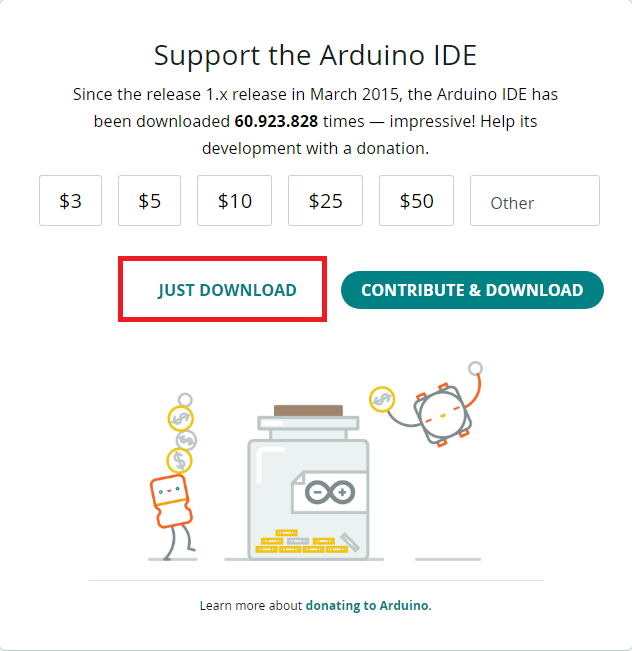 Support the Arduino IDE
Since the release 1.x release in March 2015, the Arduino IDE has
been downloaded 60.923.828 times — impressive! Help its
development with a donation.
$3 $5 $10 $25 $50 Other
JUST DOWNLOAD CONTRIBUTE & DOWNLOAD
Learn more about donating to Arduino.